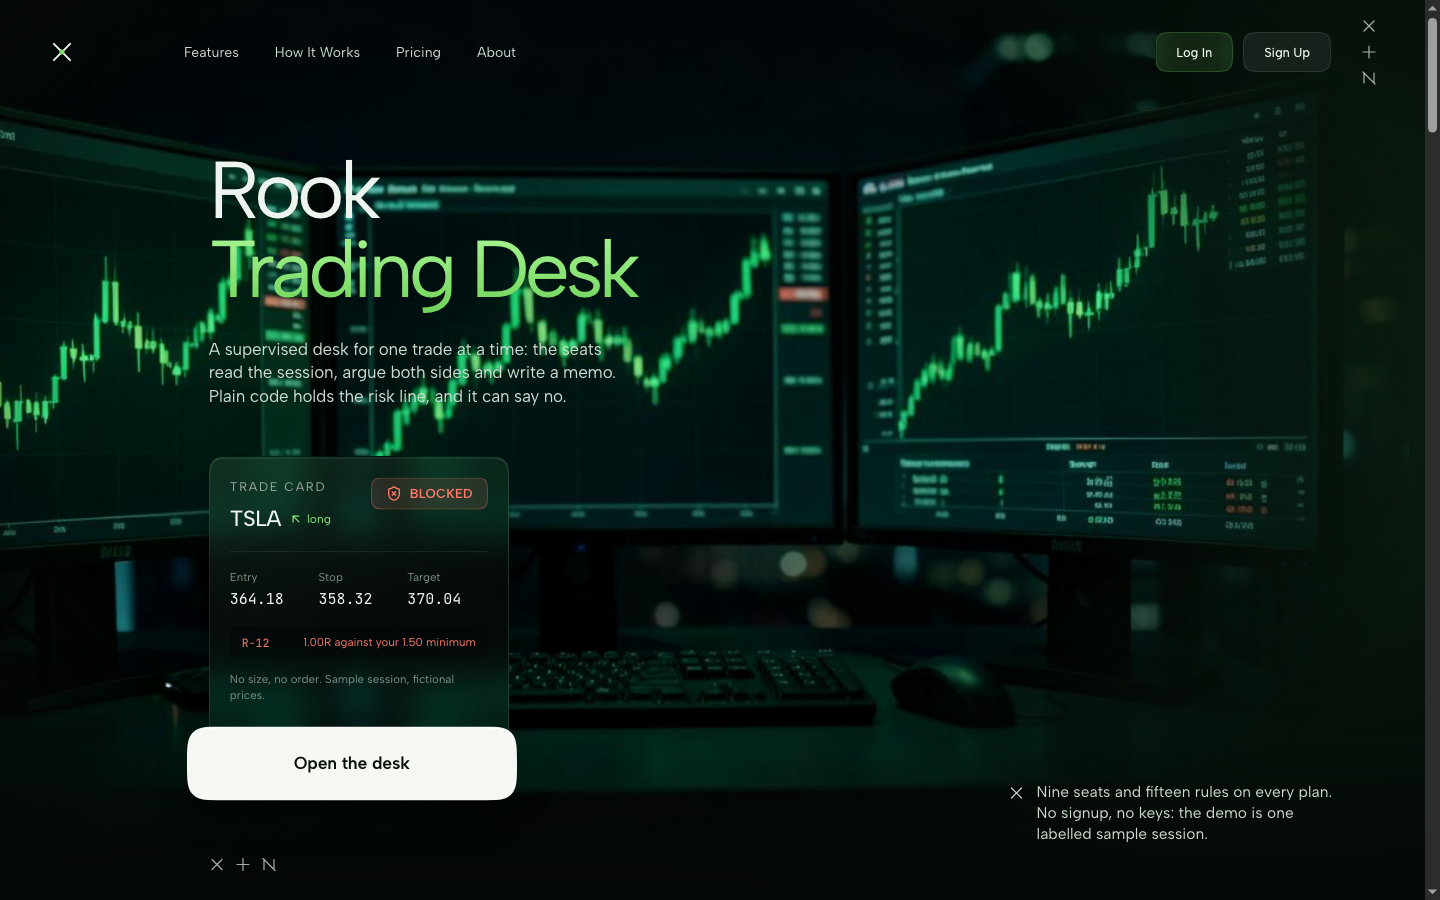 Features
How It Works
Pricing
About
Log In
Sign Up
Rook
Trading Desk
A supervised desk for one trade at a time: the seats
read the session, argue both sides and write a memo.
Plain code holds the risk line, and it can say no.
TRADE CARD
BLOCKED
TSLA
long
Entry
Stop
Target
364.18
358.32
370.04
R-12
1.00R against your 1.50 minimum
No size, no order. Sample session, fictional
prices.
Open the desk
Nine seats and fifteen rules on every plan.
No signup, no keys: the demo is one
labelled sample session.